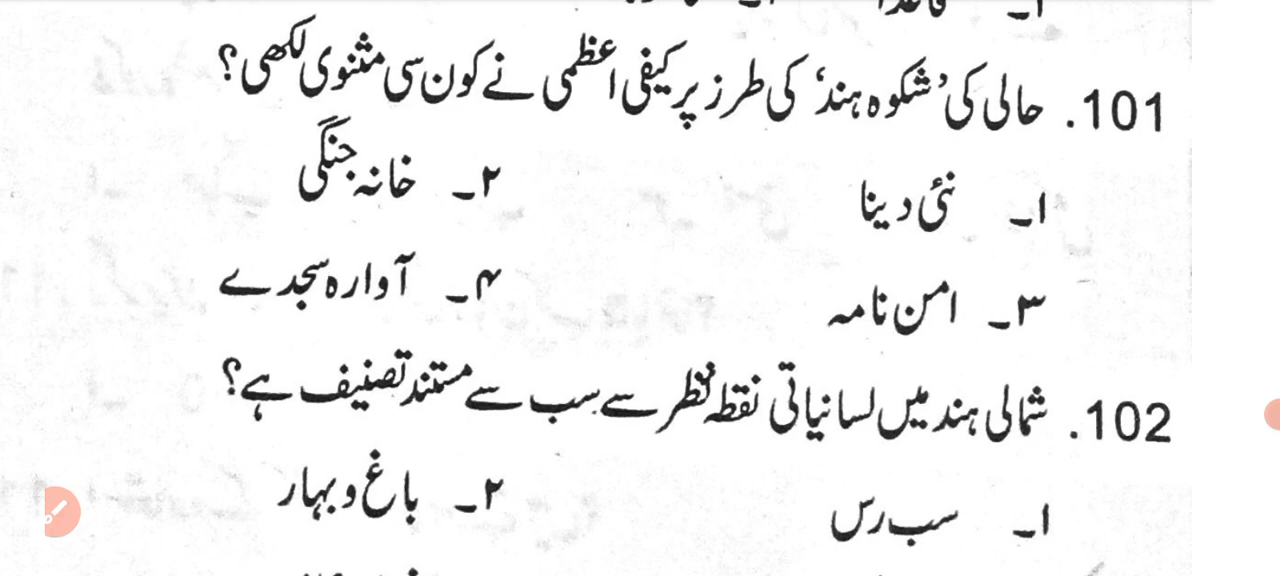 101. حالی کی ’شکوہ ہند‘ کی طرز پر کیفی اعظمی نے کون سی مثنوی لکھی؟
۱۔ نئی دینا ۲۔ خانہ جنگی
۳۔ امن نامہ ۴۔ آوارہ سجدے
102. شمالی ہند میں لسانیاتی نقطہ نظر سے سب سے مستند تصنیف ہے؟
۱۔ سب رس ۲۔ باغ و بہار